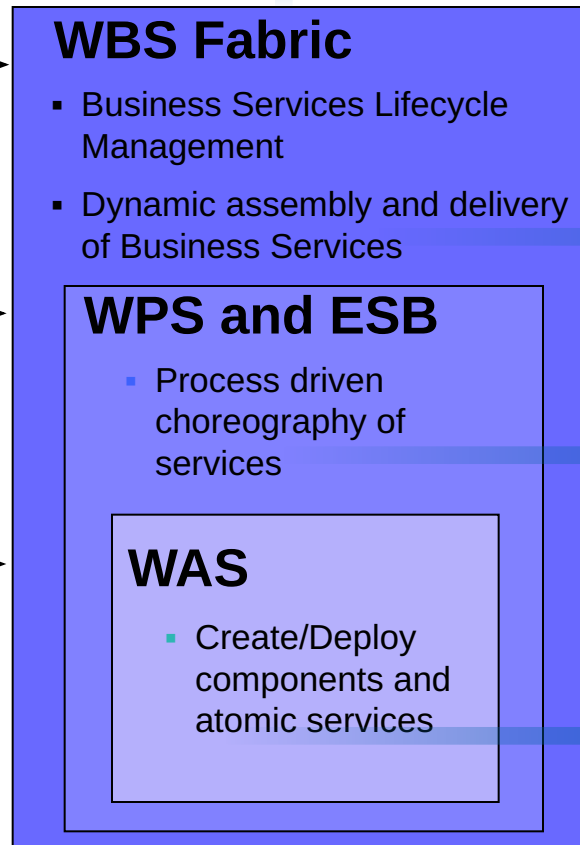 WBS Fabric
▪ Business Services Lifecycle
Management
▪ Dynamic assembly and delivery
of Business Services
WPS and ESB
▪ Process driven
choreography of
services
WAS
▪ Create/Deploy
components and
atomic services